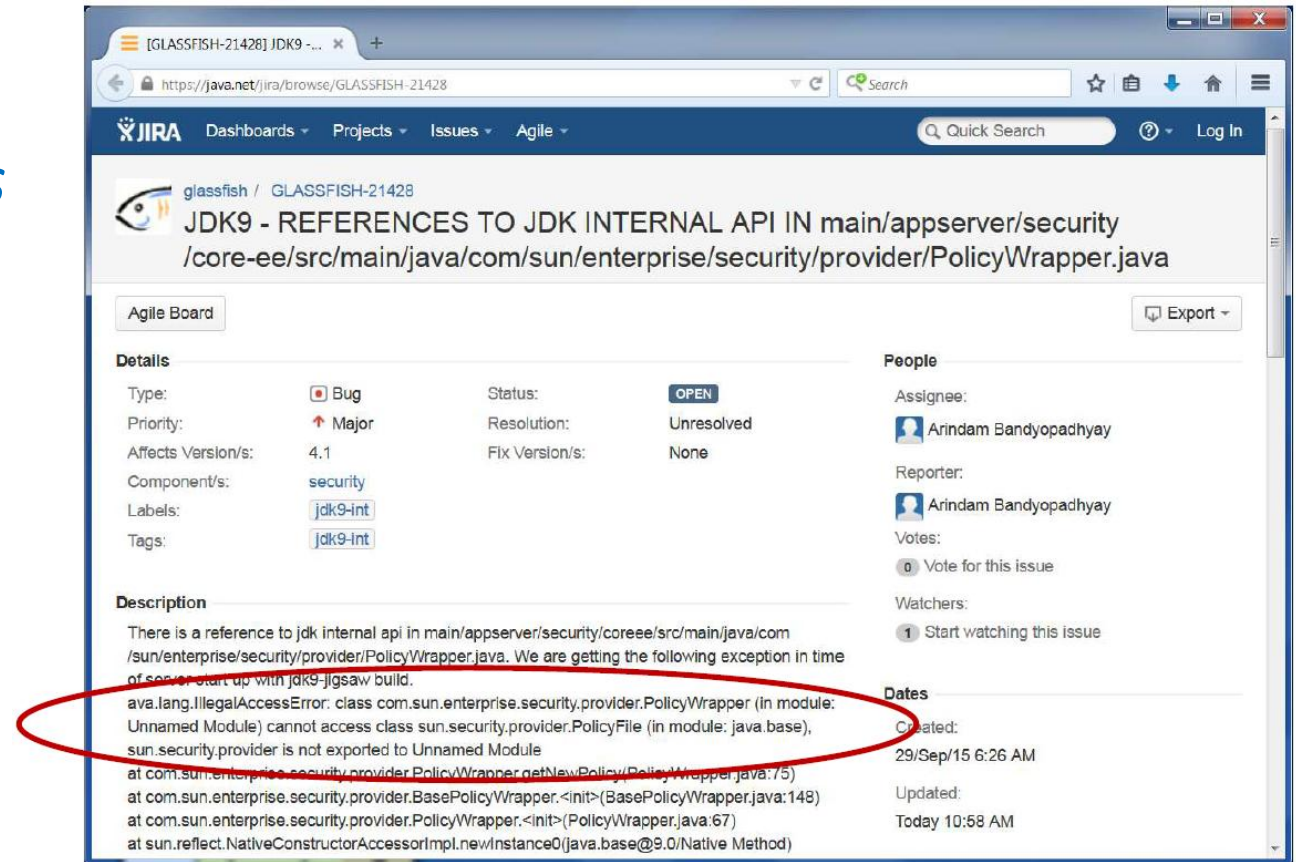 s
[GLASSFISH-21428] JDK9 -...
https://java.net/jira/browse/GLASSFISH-21428
Search
JIRA Dashboards Projects Issues Agile
Quick Search
Log In
glassfish / GLASSFISH-21428
JDK9 - REFERENCES TO JDK INTERNAL API IN main/appserver/security
/core-ee/src/main/java/com/sun/enterprise/security/provider/PolicyWrapper.java
Agile Board
Export
Details
Type: Bug Status: OPEN
Priority: Major Resolution: Unresolved
Affects Version/s: 4.1 Fix Version/s: None
Component/s: security
Labels: jdk9-int
Tags: jdk9-int
Description
There is a reference to jdk internal api in main/appserver/security/coreee/src/main/java/com
/sun/enterprise/security/provider/PolicyWrapper.java. We are getting the following exception in time
of server start up with jdk9-jigsaw build.
ava.lang.IllegalAccessError: class com.sun.enterprise.security.provider.PolicyWrapper (in module:
Unnamed Module) cannot access class sun.security.provider.PolicyFile (in module: java.base),
sun.security.provider is not exported to Unnamed Module
at com.sun.enterprise.security.provider.PolicyWrapper.getNewPolicy(PolicyWrapper.java:75)
at com.sun.enterprise.security.provider.BasePolicyWrapper.<init>(BasePolicyWrapper.java:148)
at com.sun.enterprise.security.provider.PolicyWrapper.<init>(PolicyWrapper.java:67)
at sun.reflect.NativeConstructorAccessorImpl.newInstance0(java.base@9.0/Native Method)
People
Assignee:
Arindam Bandyopadhyay
Reporter:
Arindam Bandyopadhyay
Votes:
0 Vote for this issue
Watchers:
1 Start watching this issue
Dates
Created:
29/Sep/15 6:26 AM
Updated:
Today 10:58 AM